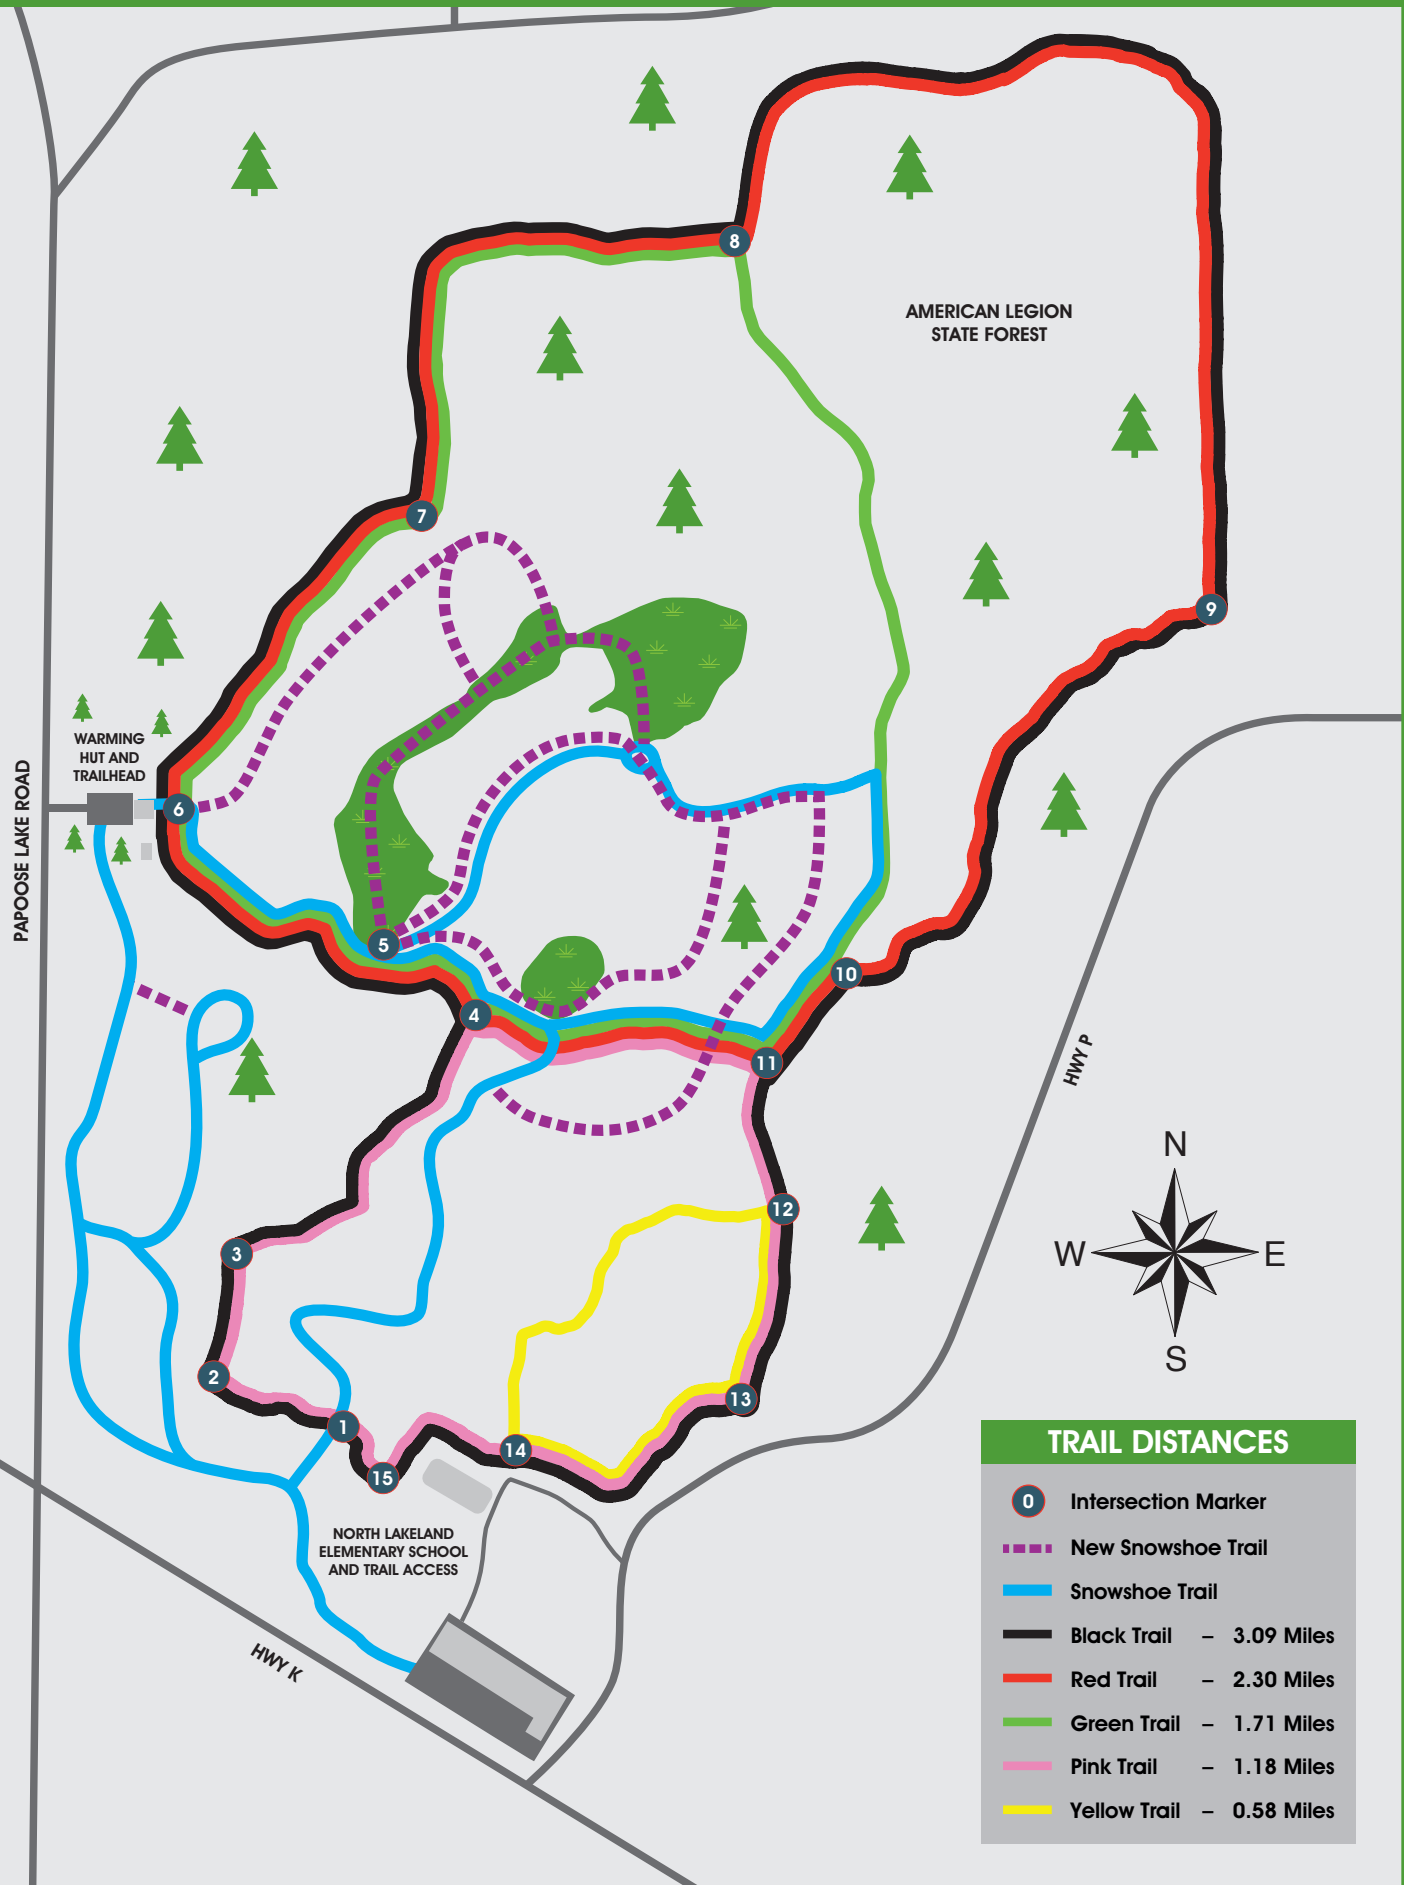 8
AMERICAN LEGION
STATE FOREST
7
9
WARMING
HUT AND
TRAILHEAD
6
PAPOOSE LAKE ROAD
5
10
4
11
HWY P
N
W
E
S
12
3
2
13
1
14
15
NORTH LAKELAND
ELEMENTARY SCHOOL
AND TRAIL ACCESS
HWY K
TRAIL DISTANCES
0 Intersection Marker
New Snowshoe Trail
Snowshoe Trail
Black Trail – 3.09 Miles
Red Trail – 2.30 Miles
Green Trail – 1.71 Miles
Pink Trail – 1.18 Miles
Yellow Trail – 0.58 Miles